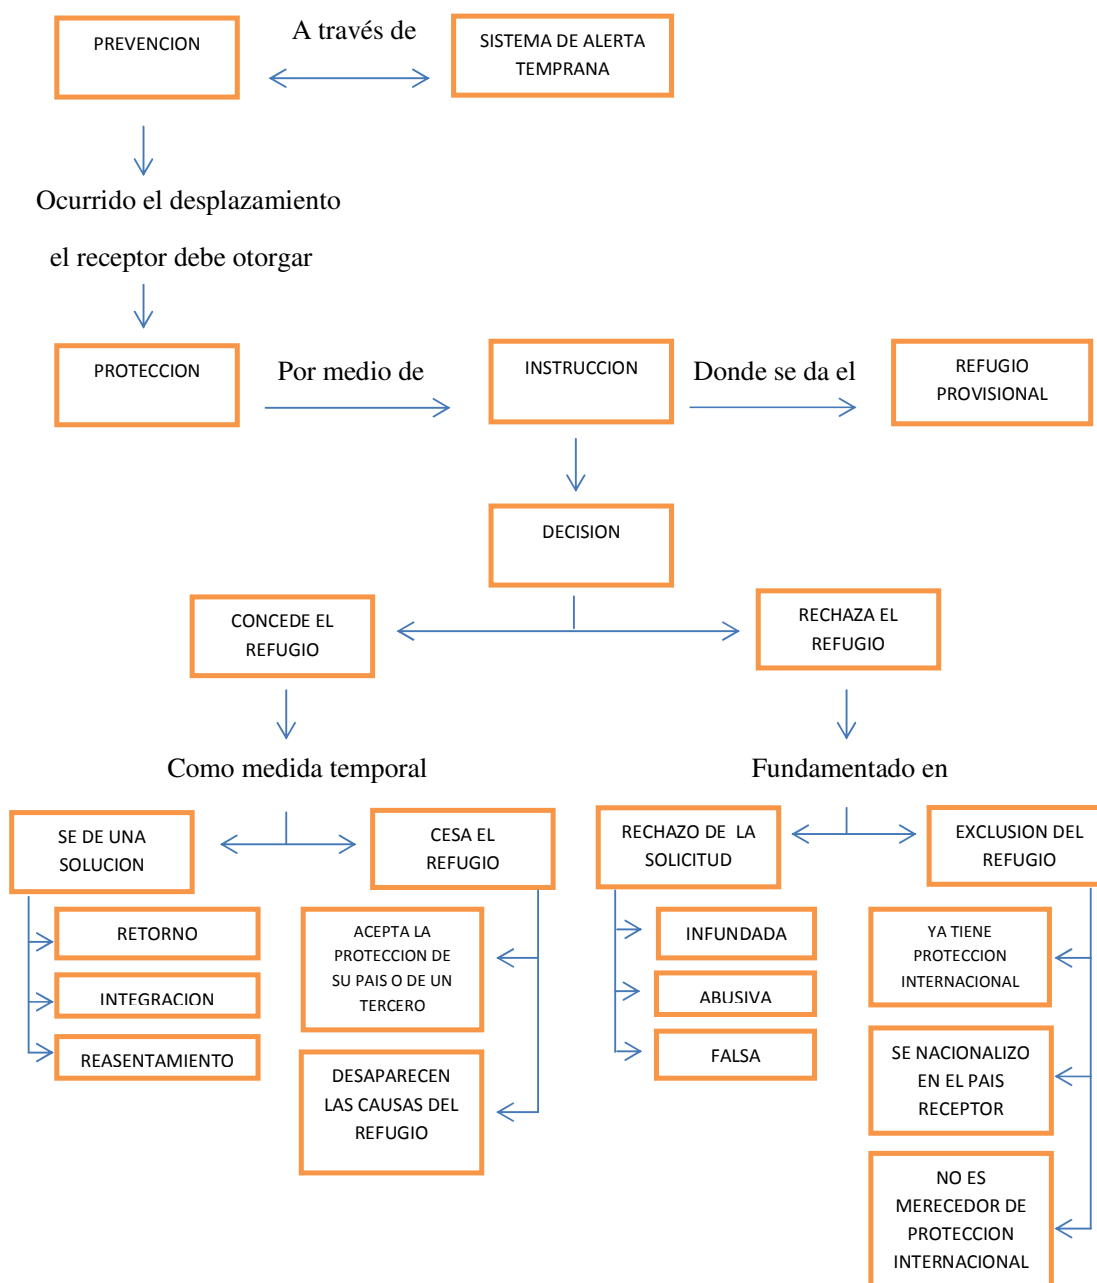 PREVENCION
A través de
SISTEMA DE ALERTA
TEMPRANA
Ocurrido el desplazamiento
el receptor debe otorgar
PROTECCION
Por medio de
INSTRUCCION
Donde se da el
REFUGIO
PROVISIONAL
DECISION
CONCEDE EL
REFUGIO
RECHAZA EL
REFUGIO
Como medida temporal
Fundamentado en
SE DE UNA
SOLUCION
CESA EL
REFUGIO
RECHAZO DE LA
SOLICITUD
EXCLUSION DEL
REFUGIO
RETORNO
INTEGRACION
REASENTAMIENTO
ACEPTA LA
PROTECCION DE
SU PAIS O DE UN
TERCERO
DESAPARECEN
LAS CAUSAS DEL
REFUGIO
INFUNDADA
ABUSIVA
FALSA
YA TIENE
PROTECCION
INTERNACIONAL
SE NACIONALIZO
EN EL PAIS
RECEPTOR
NO ES
MERECEDOR DE
PROTECCION
INTERNACIONAL